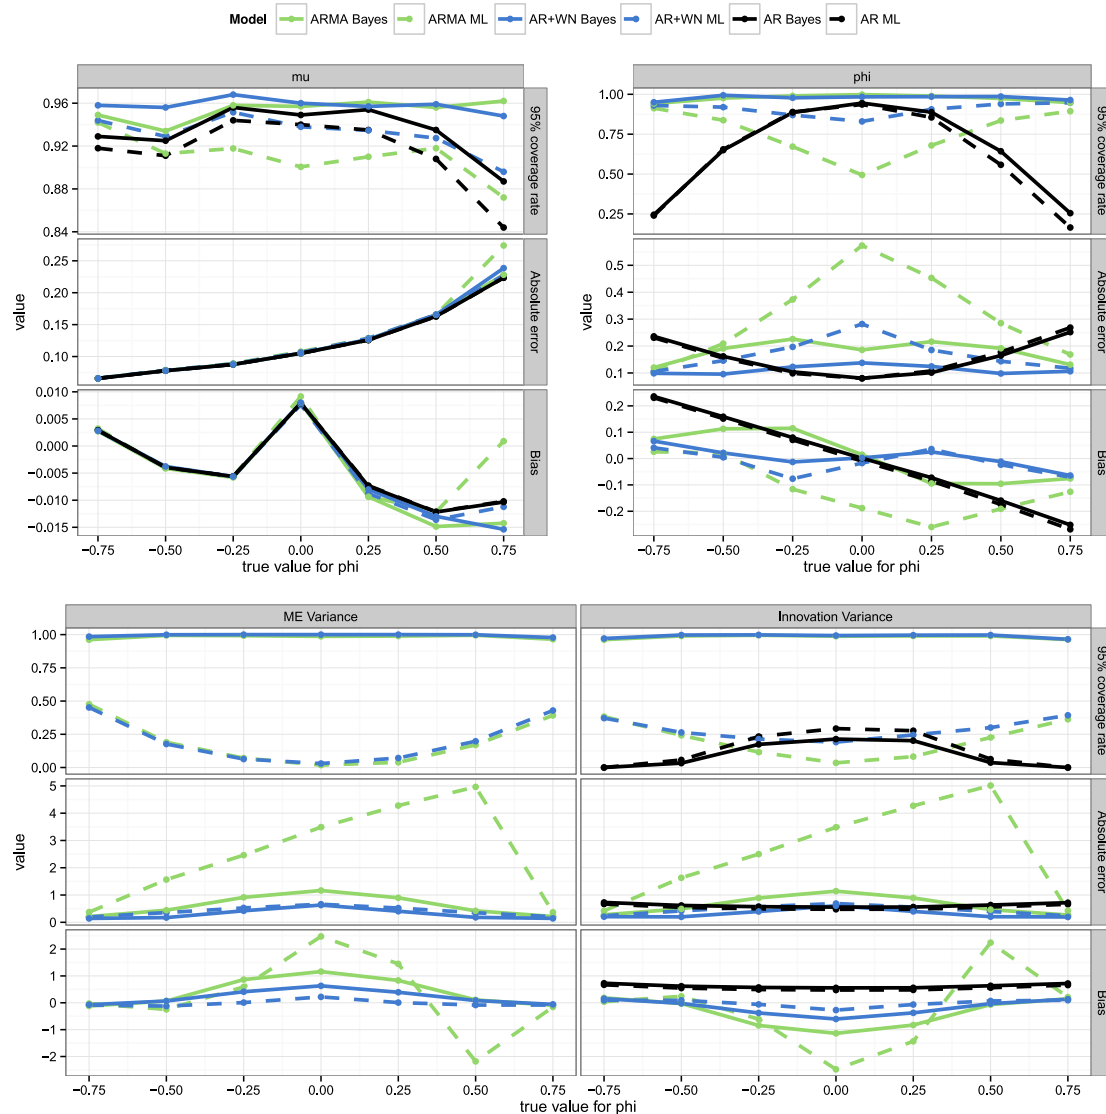 Model ARMA Bayes ARMA ML AR+WN Bayes AR+WN ML AR Bayes AR ML
mu
0.96
0.92
0.88
0.84
95% coverage rate
0.25
0.20
0.15
0.10
Absolute error
0.010
0.005
0.000
−0.005
−0.010
−0.015
Bias
value
−0.75 −0.50 −0.25 0.00 0.25 0.50 0.75
true value for phi
phi
1.00
0.75
0.50
0.25
95% coverage rate
0.5
0.4
0.3
0.2
0.1
Absolute error
0.2
0.1
0.0
−0.1
−0.2
Bias
−0.75 −0.50 −0.25 0.00 0.25 0.50 0.75
true value for phi
ME Variance Innovation Variance
1.00
0.75
0.50
0.25
0.00
95% coverage rate
5
4
3
2
1
0
Absolute error
2
1
0
−1
−2
Bias
value
−0.75 −0.50 −0.25 0.00 0.25 0.50 0.75 −0.75 −0.50 −0.25 0.00 0.25 0.50 0.75
true value for phi